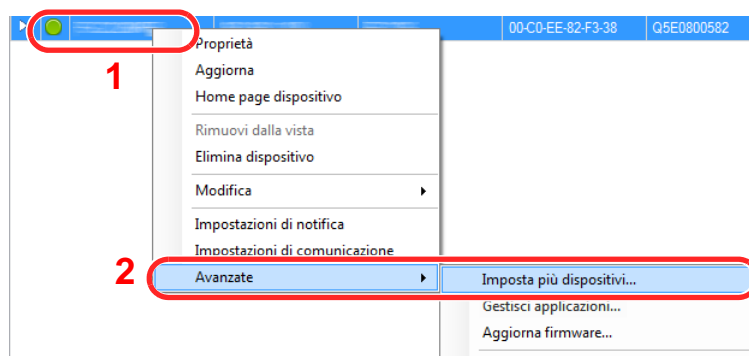 00-C0-EE-82-F3-38 Q5E0800582
1
Proprietà
Aggiorna
Home page dispositivo
Rimuovi dalla vista
Elimina dispositivo
Modifica
Impostazioni di notifica
Impostazioni di comunicazione
2
Avanzate
Imposta più dispositivi...
Gestisci applicazioni...
Aggiorna firmware...